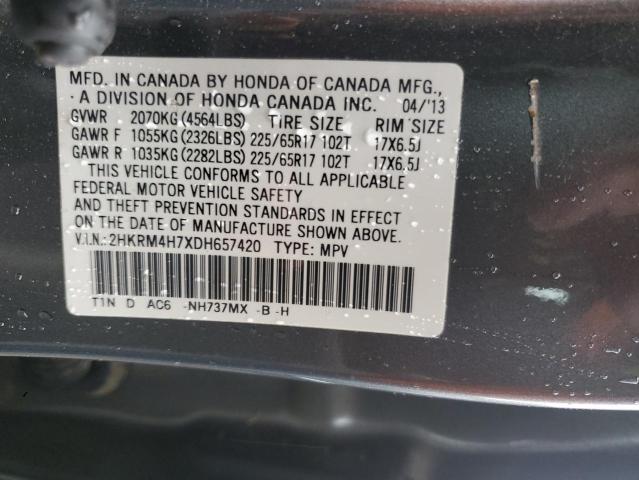 MFD. IN CANADA BY HONDA OF CANADA MFG.,
A DIVISION OF HONDA CANADA INC. 04/'13
GVWR 2070KG(4564LBS) TIRE SIZE RIM SIZE
GAWR F 1055KG(2326LBS) 225/65R17 102T 17X6.5J
GAWR R 1035KG(2282LBS) 225/65R17 102T 17X6.5J
THIS VEHICLE CONFORMS TO ALL APPLICABLE
FEDERAL MOTOR VEHICLE SAFETY
AND THEFT PREVENTION STANDARDS IN EFFECT
ON THE DATE OF MANUFACTURE SHOWN ABOVE.
V.I.N.:2HKRM4H7XDH657420 TYPE: MPV
T1N D AC6 -NH737MX -B -H